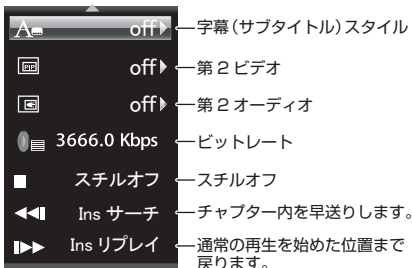 off 字幕（サブタイトル）スタイル
PiP off 第2ビデオ
off 第2オーディオ
3666.0 Kbps ビットレート
スチルオフ スチルオフ
Ins サーチ チャプター内を早送りします。
Ins リプレイ 通常の再生を始めた位置まで
戻ります。